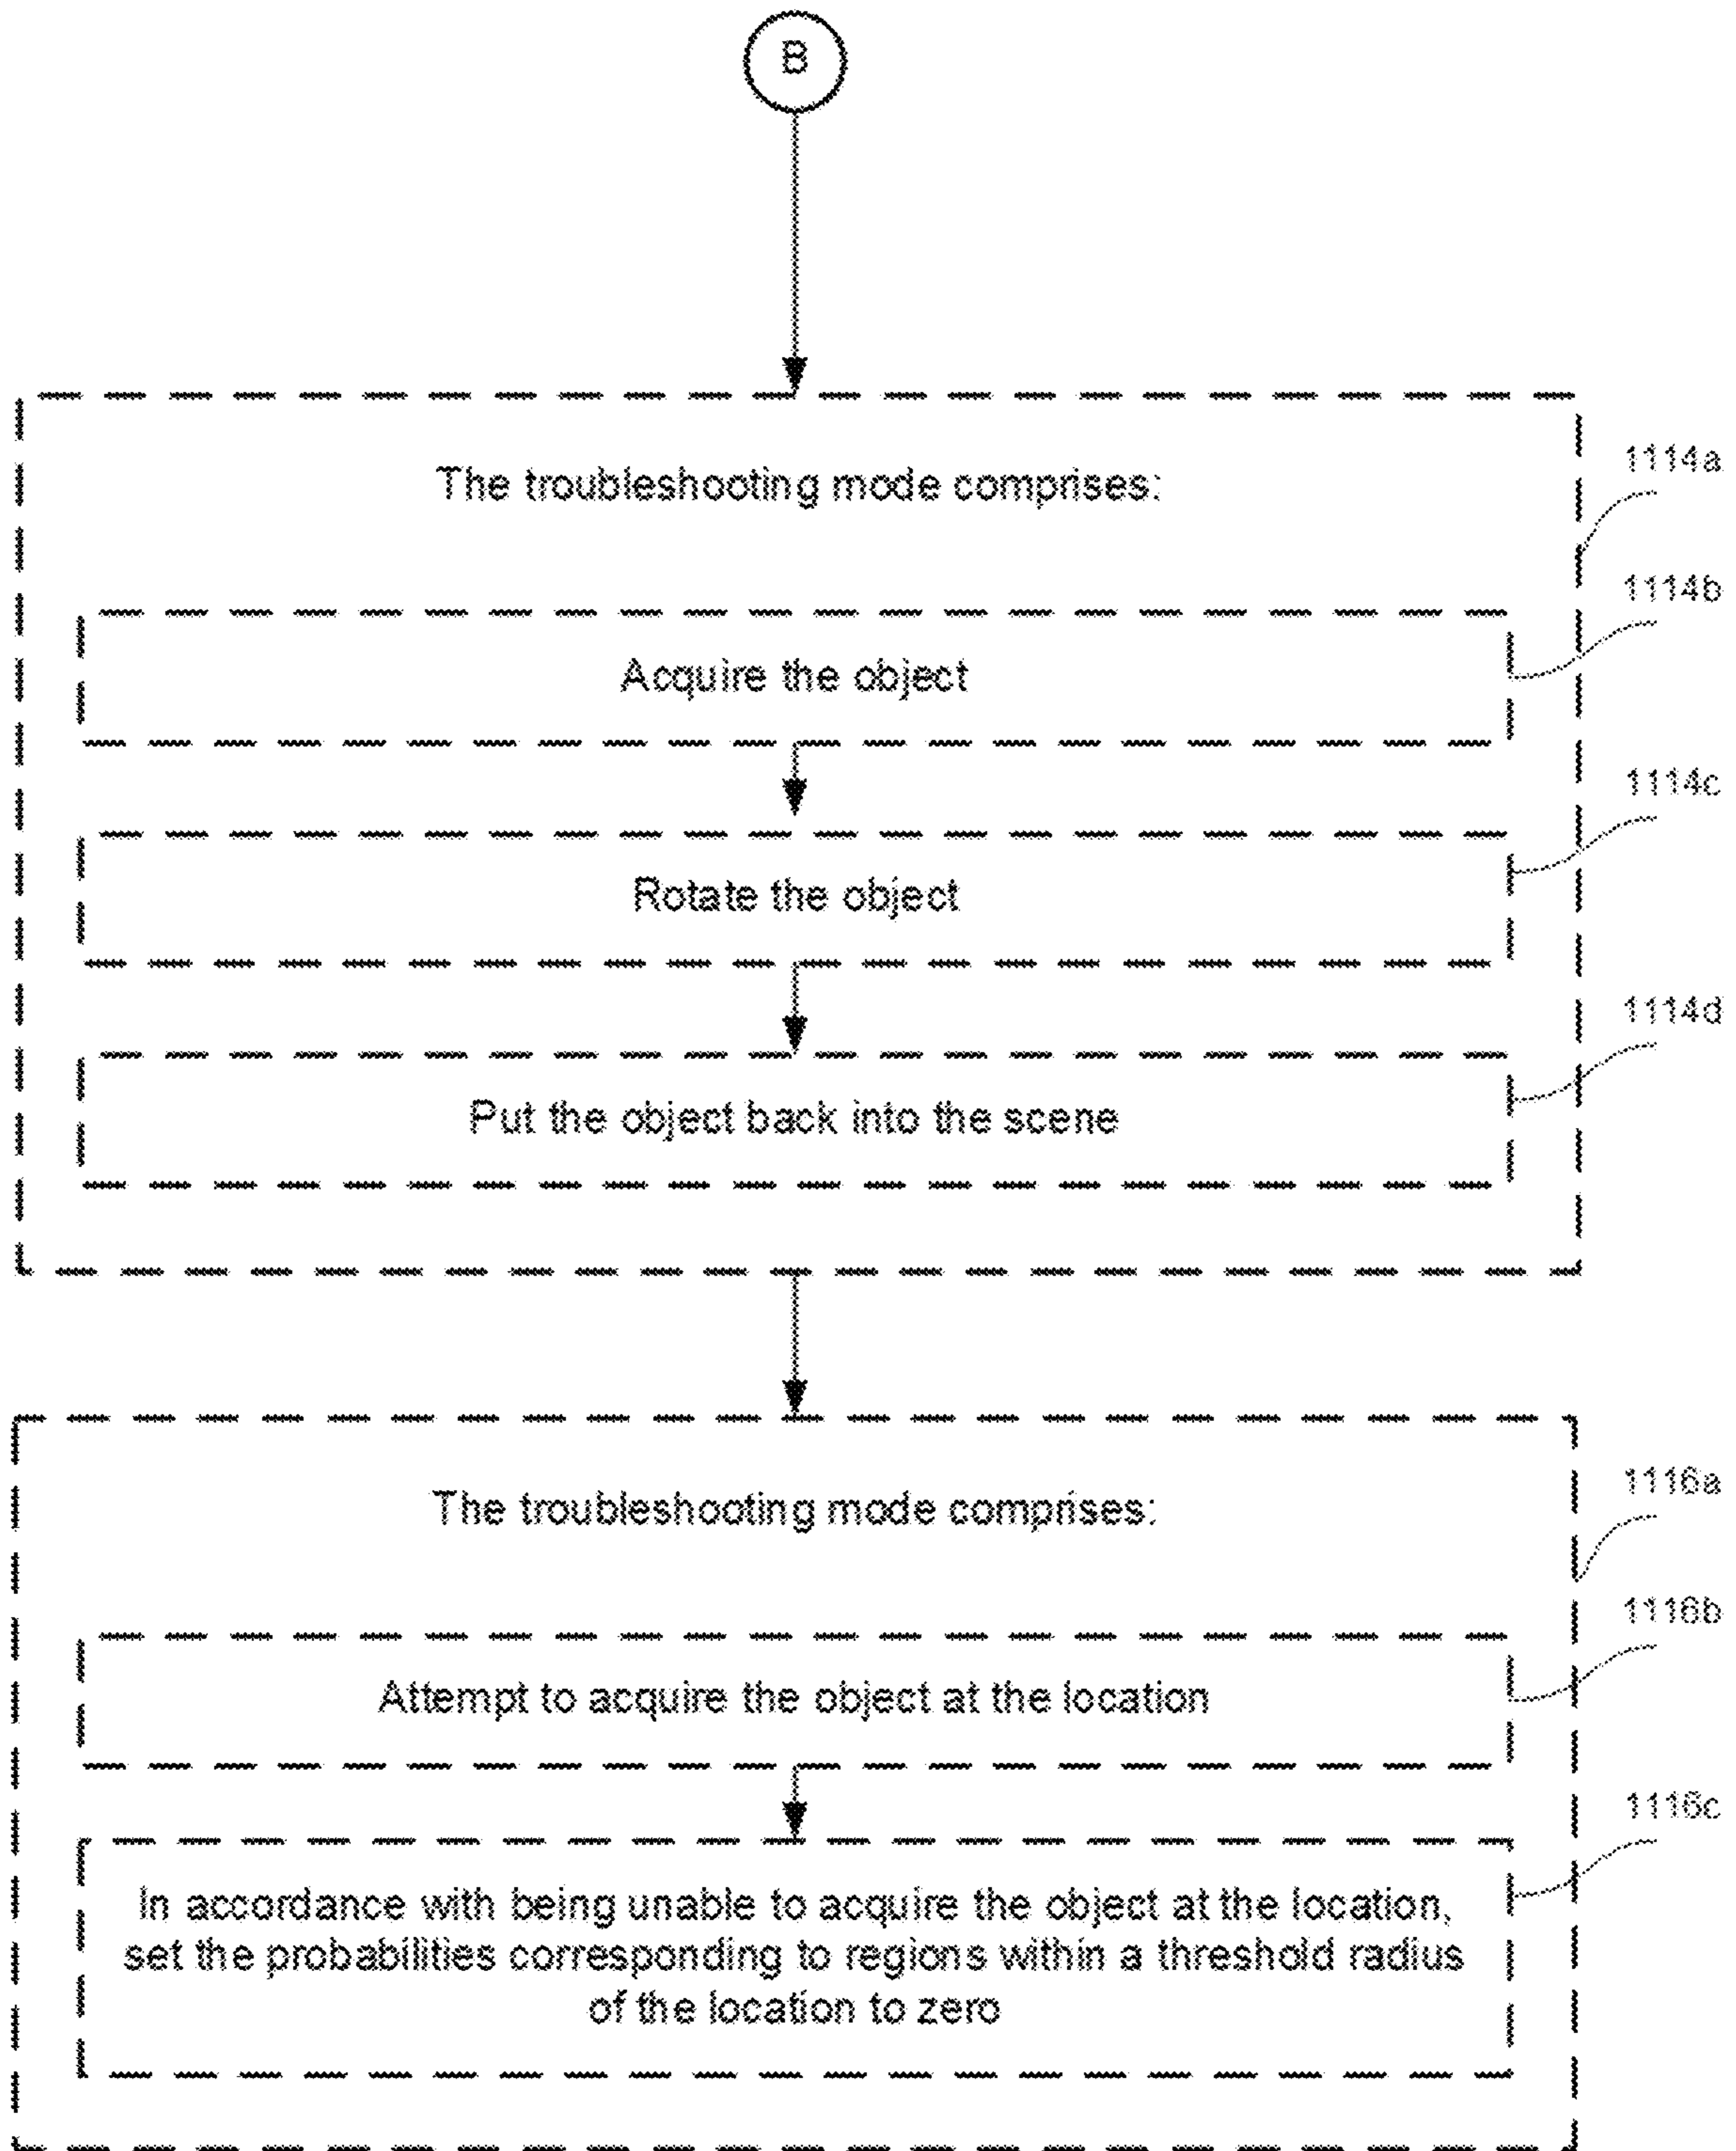 B
The troubleshooting mode comprises:
1114a
1114b
Acquire the object
1114c
Rotate the object
1114d
Put the object back into the scene
The troubleshooting mode comprises:
1116a
1116b
Attempt to acquire the object at the location
1116c
In accordance with being unable to acquire the object at the location,
set the probabilities corresponding to regions within a threshold radius
of the location to zero